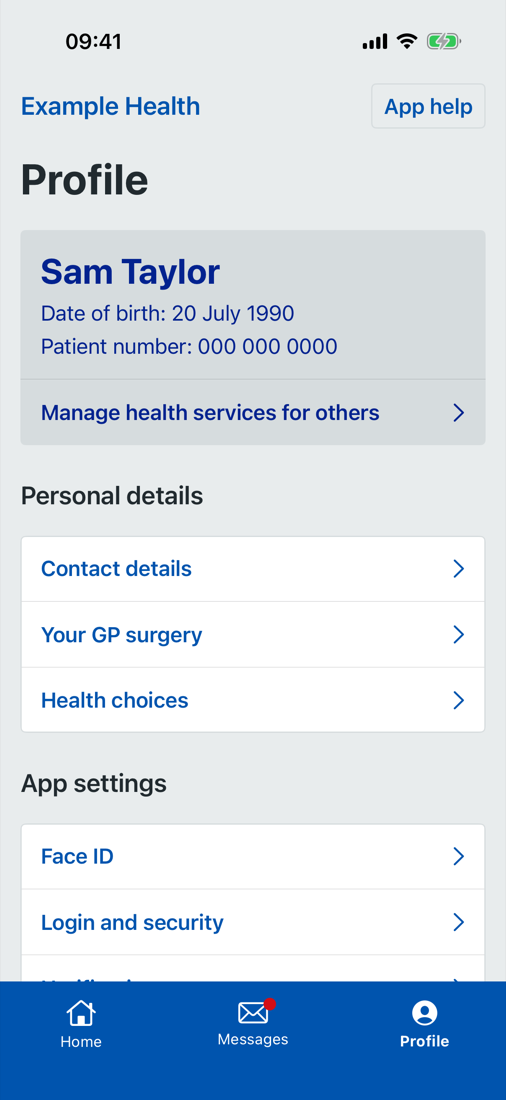 09:41
Example Health
App help
Profile
Sam Taylor
Date of birth: 20 July 1990
Patient number: 000 000 0000
Manage health services for others
Personal details
Contact details
Your GP surgery
Health choices
App settings
Face ID
Login and security
Home
Messages
Profile